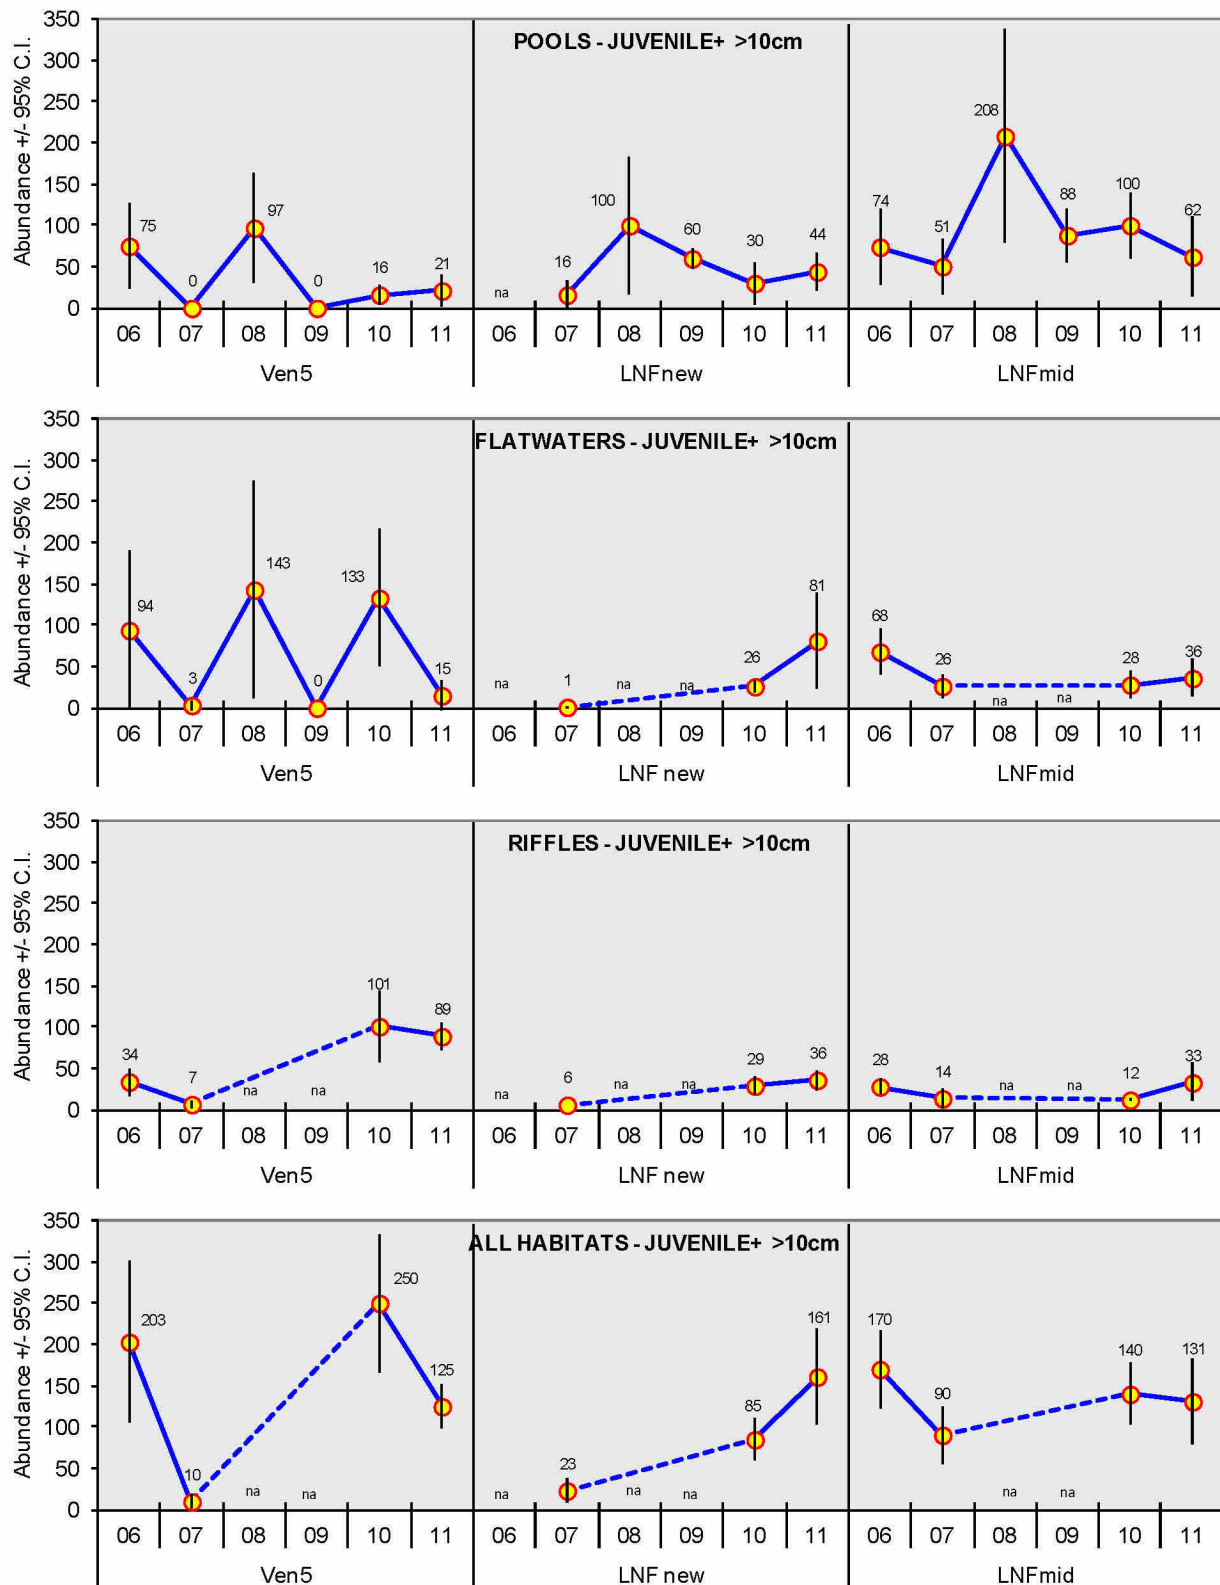 POOLS - JUVENILE+ >10cm
Abundance +/- 95% C.I.
350
300
250
200
150
100
50
0
75
0
97
0
16
21
na
16
100
60
30
44
74
51
208
88
100
62
06 07 08 09 10 11 06 07 08 09 10 11 06 07 08 09 10 11
Ven5 LNFnew LNFmid
FLATWATERS - JUVENILE+ >10cm
Abundance +/- 95% C.I.
350
300
250
200
150
100
50
0
94
3
143
0
133
15
na
1
na
na
26
81
68
26
na
na
28
36
06 07 08 09 10 11 06 07 08 09 10 11 06 07 08 09 10 11
Ven5 LNF new LNFmid
RIFFLES - JUVENILE+ >10cm
Abundance +/- 95% C.I.
350
300
250
200
150
100
50
0
34
7
na
na
101
89
na
6
na
na
29
36
28
14
na
na
12
33
06 07 08 09 10 11 06 07 08 09 10 11 06 07 08 09 10 11
Ven5 LNF new LNFmid
ALL HABITATS - JUVENILE+ >10cm
Abundance +/- 95% C.I.
350
300
250
200
150
100
50
0
203
10
na
na
250
125
na
23
na
na
85
161
170
90
na
na
140
131
06 07 08 09 10 11 06 07 08 09 10 11 06 07 08 09 10 11
Ven5 LNF new LNFmid